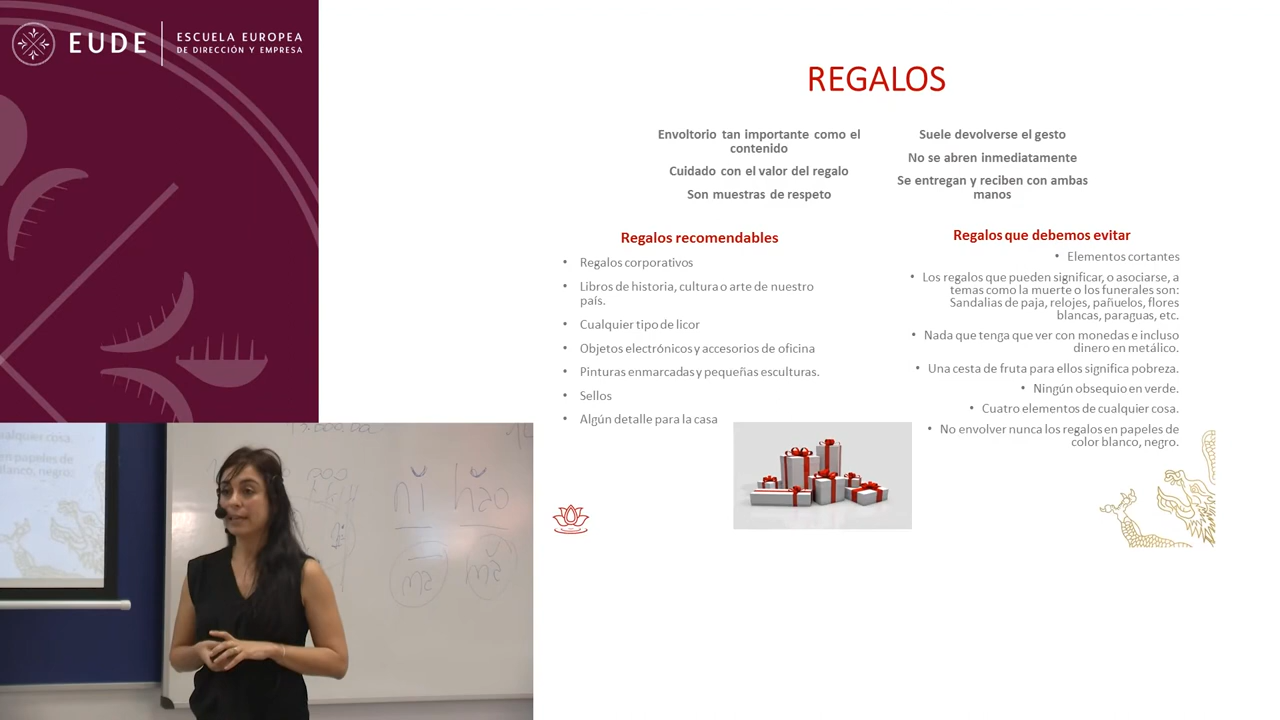 EUDE
ESCUELA EUROPEA
DE DIRECCIÓN Y EMPRESA
REGALOS
Envoltorio tan importante como el
contenido
Cuidado con el valor del regalo
Son muestras de respeto
Suele devolverse el gesto
No se abren inmediatamente
Se entregan y reciben con ambas
manos
Regalos recomendables
• Regalos corporativos
• Libros de historia, cultura o arte de nuestro
país.
• Cualquier tipo de licor
• Objetos electrónicos y accesorios de oficina
• Pinturas enmarcadas y pequeñas esculturas.
• Sellos
• Algún detalle para la casa
Regalos que debemos evitar
• Elementos cortantes
• Los regalos que pueden significar, o asociarse, a
temas como la muerte o los funerales son:
Sandalias de paja, relojes, pañuelos, flores
blancas, paraguas, etc.
• Nada que tenga que ver con monedas e incluso
dinero en metálico.
• Una cesta de fruta para ellos significa pobreza.
• Ningún obsequio en verde.
• Cuatro elementos de cualquier cosa.
• No envolver nunca los regalos en papeles de
color blanco, negro.
alquier cosa.
en papeles de
blanco, negro.
nǐ hǎo